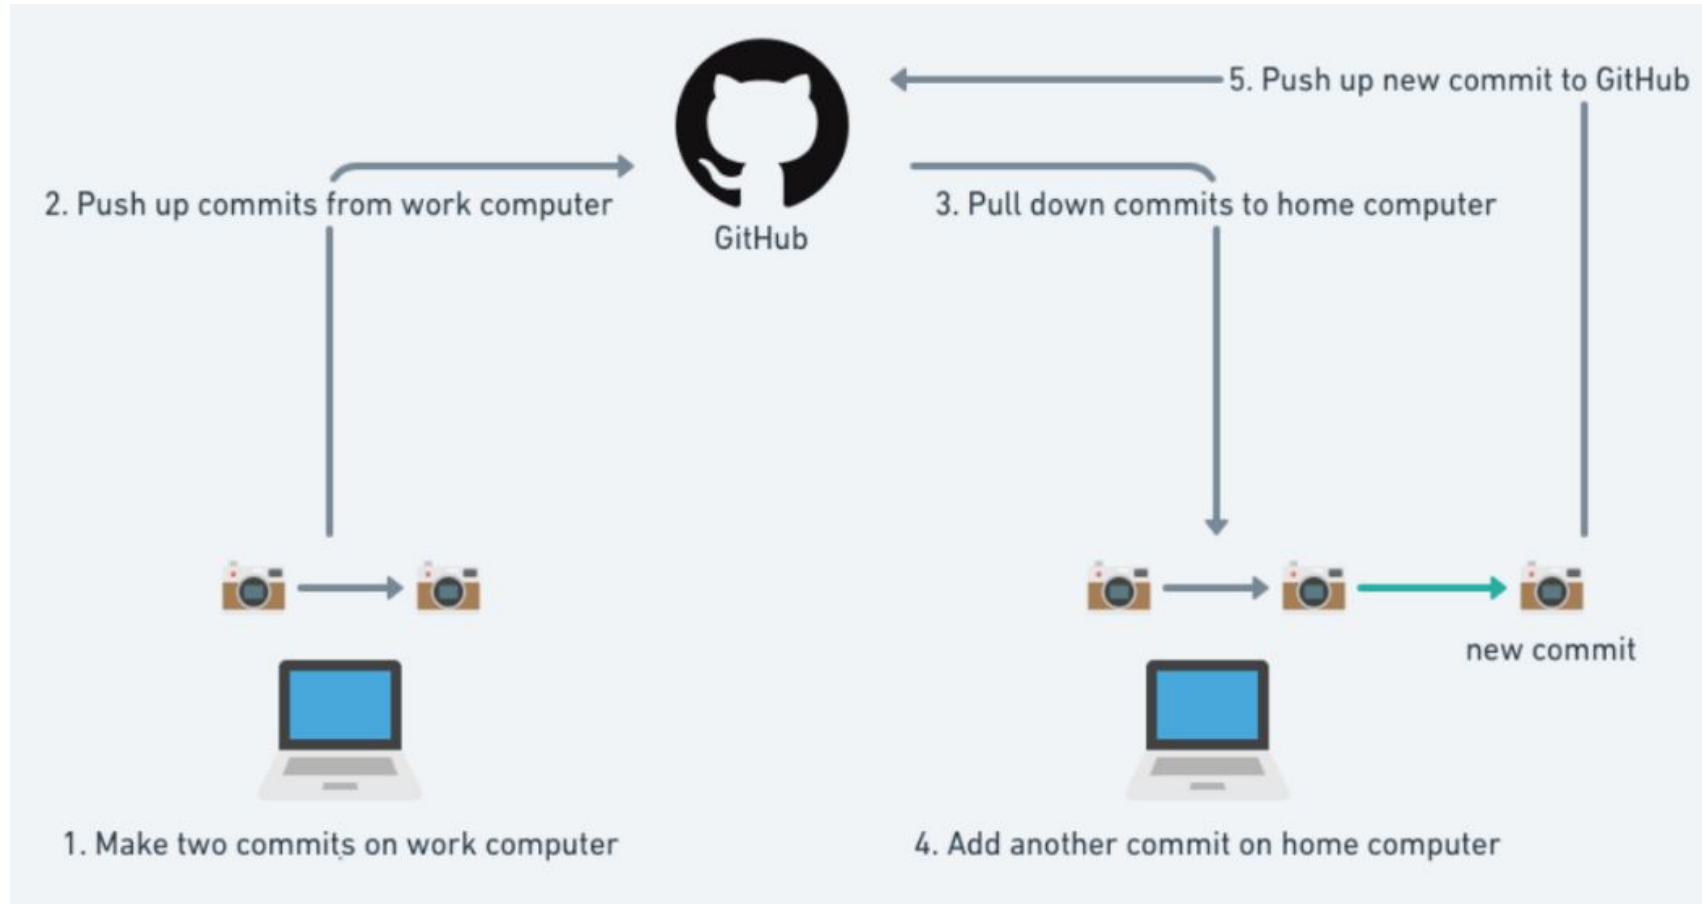 5. Push up new commit to GitHub
2. Push up commits from work computer
3. Pull down commits to home computer
GitHub
new commit
1. Make two commits on work computer
4. Add another commit on home computer